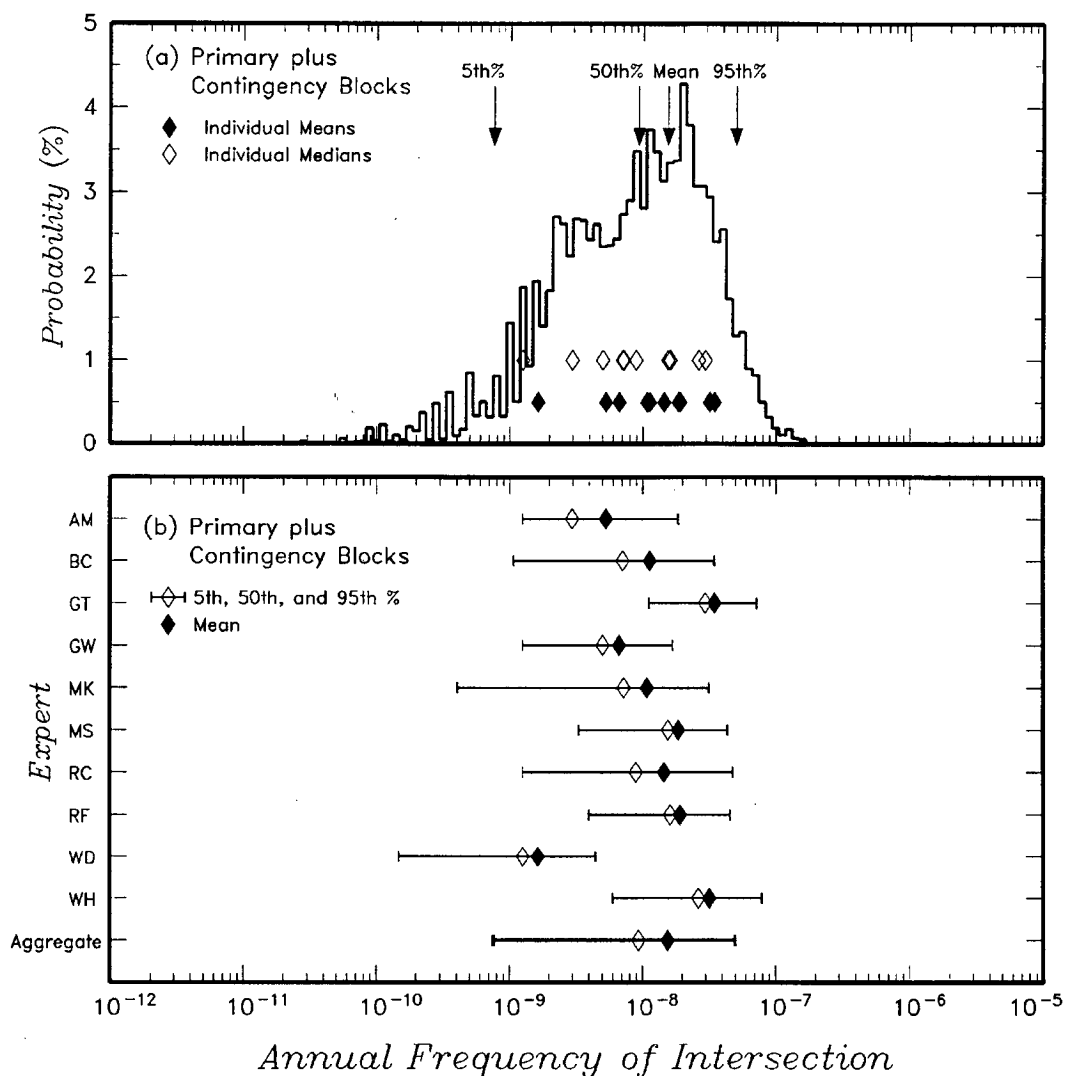 5
4
3
2
1
0
Probability (%)
(a) Primary plus
Contingency Blocks
Individual Means
Individual Medians
5th%
50th% Mean 95th%
(b) Primary plus
Contingency Blocks
5th, 50th, and 95th %
Mean
Expert
AM
BC
GT
GW
MK
MS
RC
RF
WD
WH
Aggregate
10⁻¹² 10⁻¹¹ 10⁻¹⁰ 10⁻⁹ 10⁻⁸ 10⁻⁷ 10⁻⁶ 10⁻⁵
Annual Frequency of Intersection